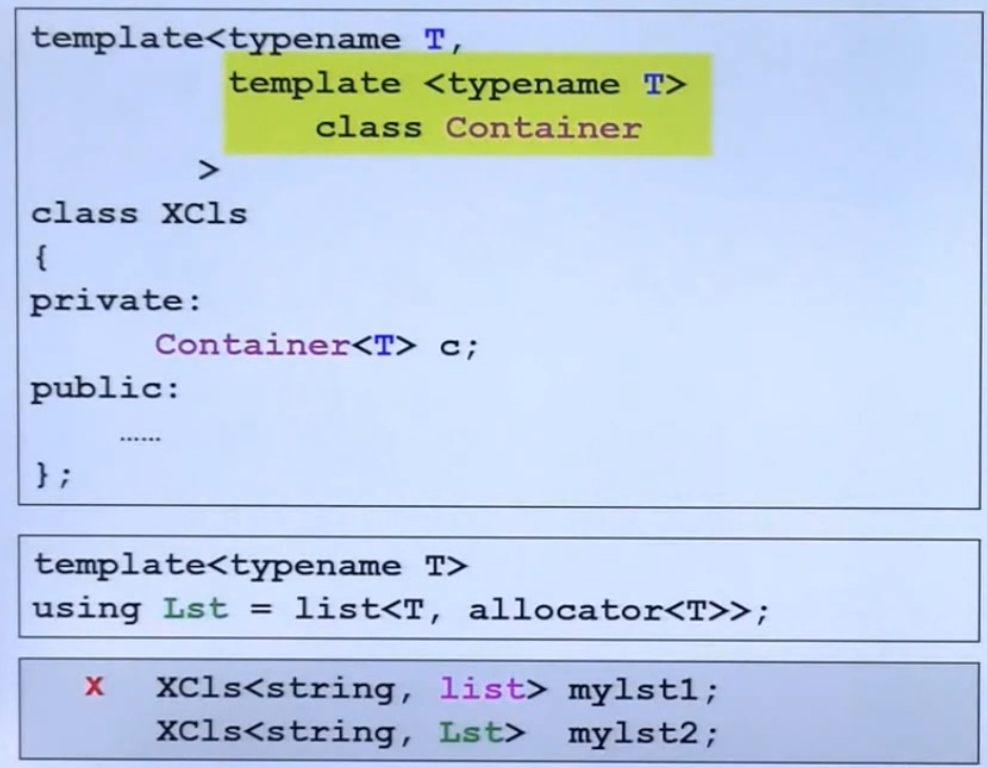 template<typename T,
template <typename T>
class Container
>
class XCls
{
private:
Container<T> c;
public:
……
};
template<typename T>
using Lst = list<T, allocator<T>>;
X XCls<string, list> mylst1;
XCls<string, Lst> mylst2;